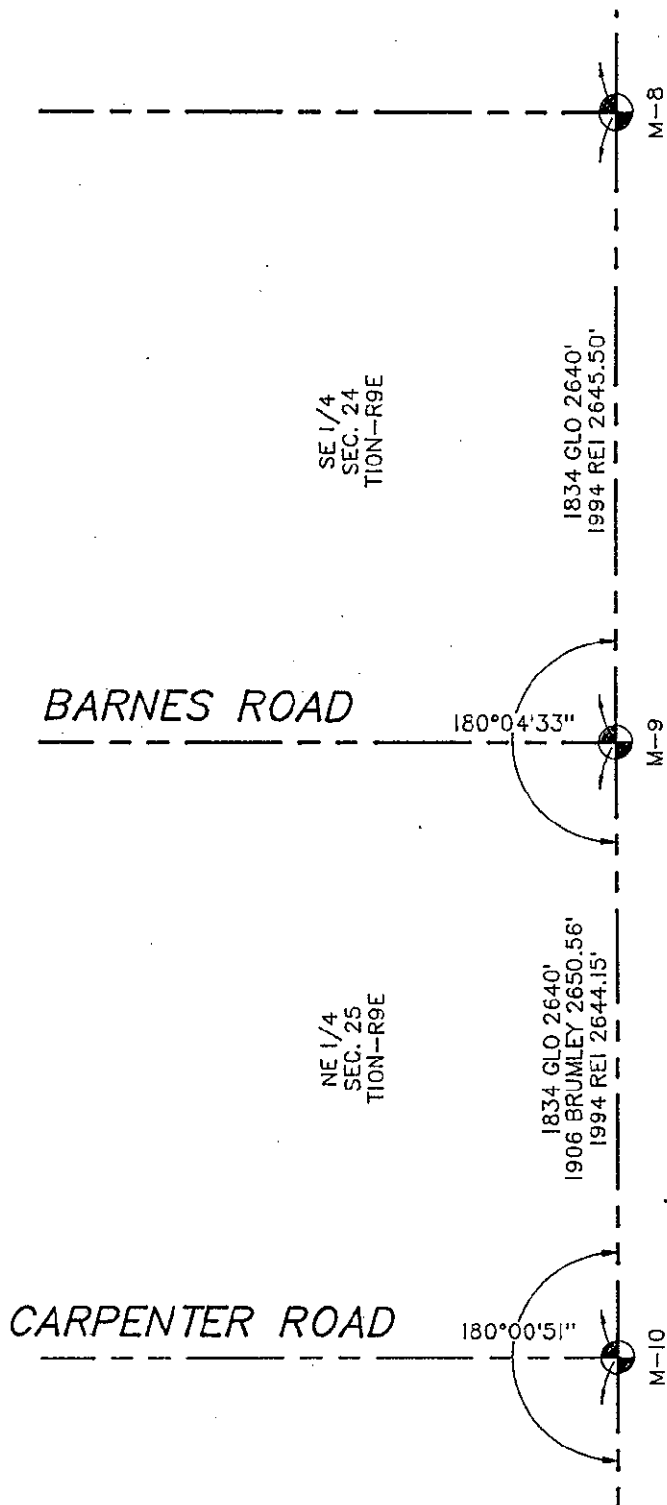 M-8
1834 GLO 2640'
1994 REI 2645.50'
SE 1/4
SEC. 24
T10N-R9E
BARNES ROAD
180°04'33"
M-9
1834 GLO 2640'
1906 BRUMLEY 2650.56'
1994 REI 2644.15'
NE 1/4
SEC. 25
T10N-R9E
CARPENTER ROAD
180°00'51"
M-10